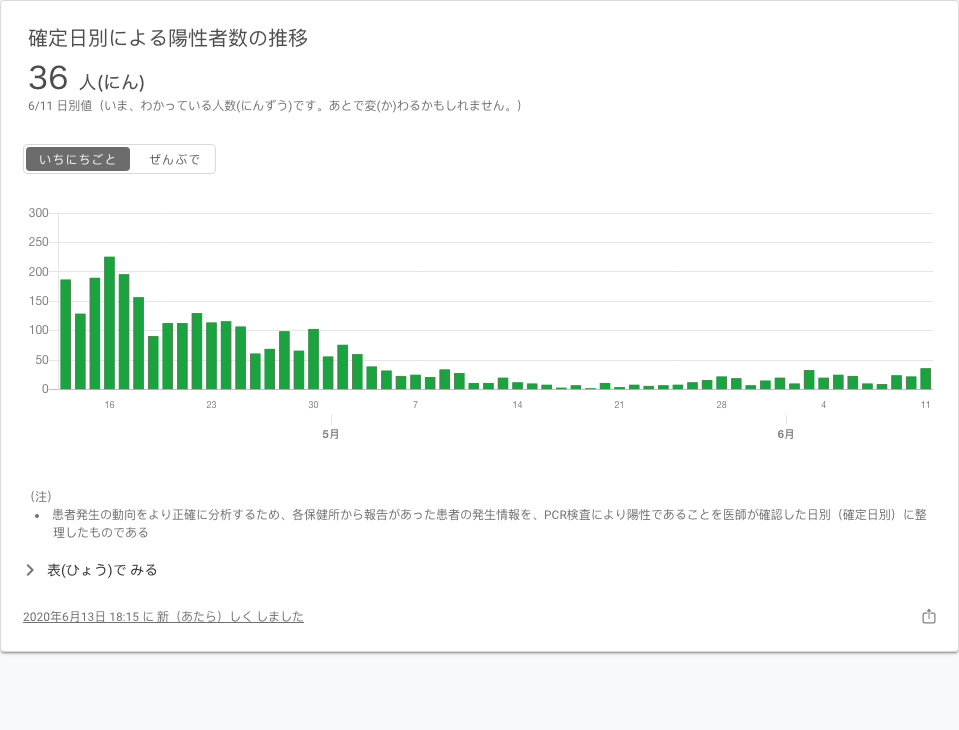 確定日別による陽性者数の推移
36 人(にん)
6/11 日別値（いま、わかっている人数(にんずう)です。あとで変(か)わるかもしれません。）
いちにちごと ぜんぶで
300
250
200
150
100
50
0
16 23 30 7 14 21 28 4 11
5月 6月
（注）
• 患者発生の動向をより正確に分析するため、各保健所から報告があった患者の発生情報を、PCR検査により陽性であることを医師が確認した日別（確定日別）に整
理したものである
表(ひょう)で みる
2020年6月13日 18:15 に 新（あたら）しく しました